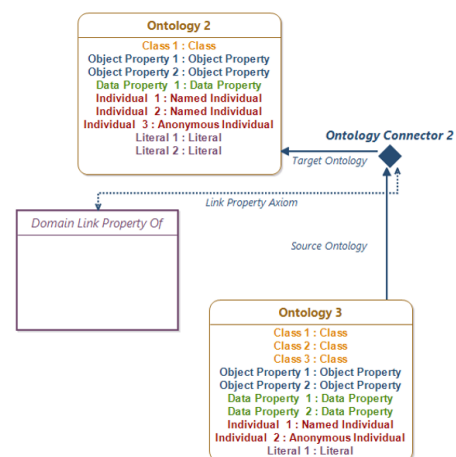 Ontology 2
Class 1 : Class
Object Property 1 : Object Property
Object Property 2 : Object Property
Data Property 1 : Data Property
Individual 1 : Named Individual
Individual 2 : Named Individual
Individual 3 : Anonymous Individual
Literal 1 : Literal
Literal 2 : Literal
Ontology Connector 2
Target Ontology
Link Property Axiom
Domain Link Property Of
Source Ontology
Ontology 3
Class 1 : Class
Class 2 : Class
Class 3 : Class
Object Property 1 : Object Property
Object Property 2 : Object Property
Data Property 1 : Data Property
Data Property 2 : Data Property
Individual 1 : Named Individual
Individual 2 : Anonymous Individual
Literal 1 : Literal